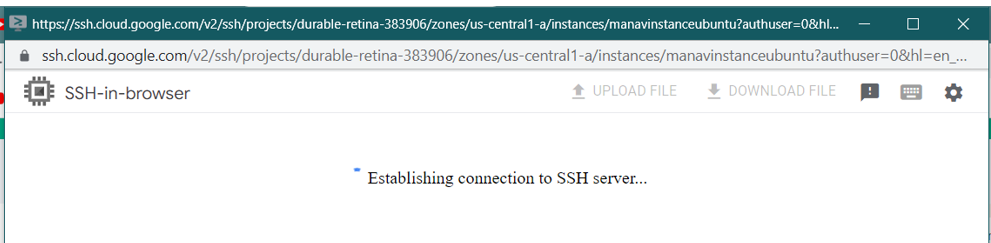 https://ssh.cloud.google.com/v2/ssh/projects/durable-retina-383906/zones/us-central1-a/instances/manavinstanceubuntu?authuser=0&hl...
ssh.cloud.google.com/v2/ssh/projects/durable-retina-383906/zones/us-central1-a/instances/manavinstanceubuntu?authuser=0&hl=en_...
SSH-in-browser UPLOAD FILE DOWNLOAD FILE
Establishing connection to SSH server...